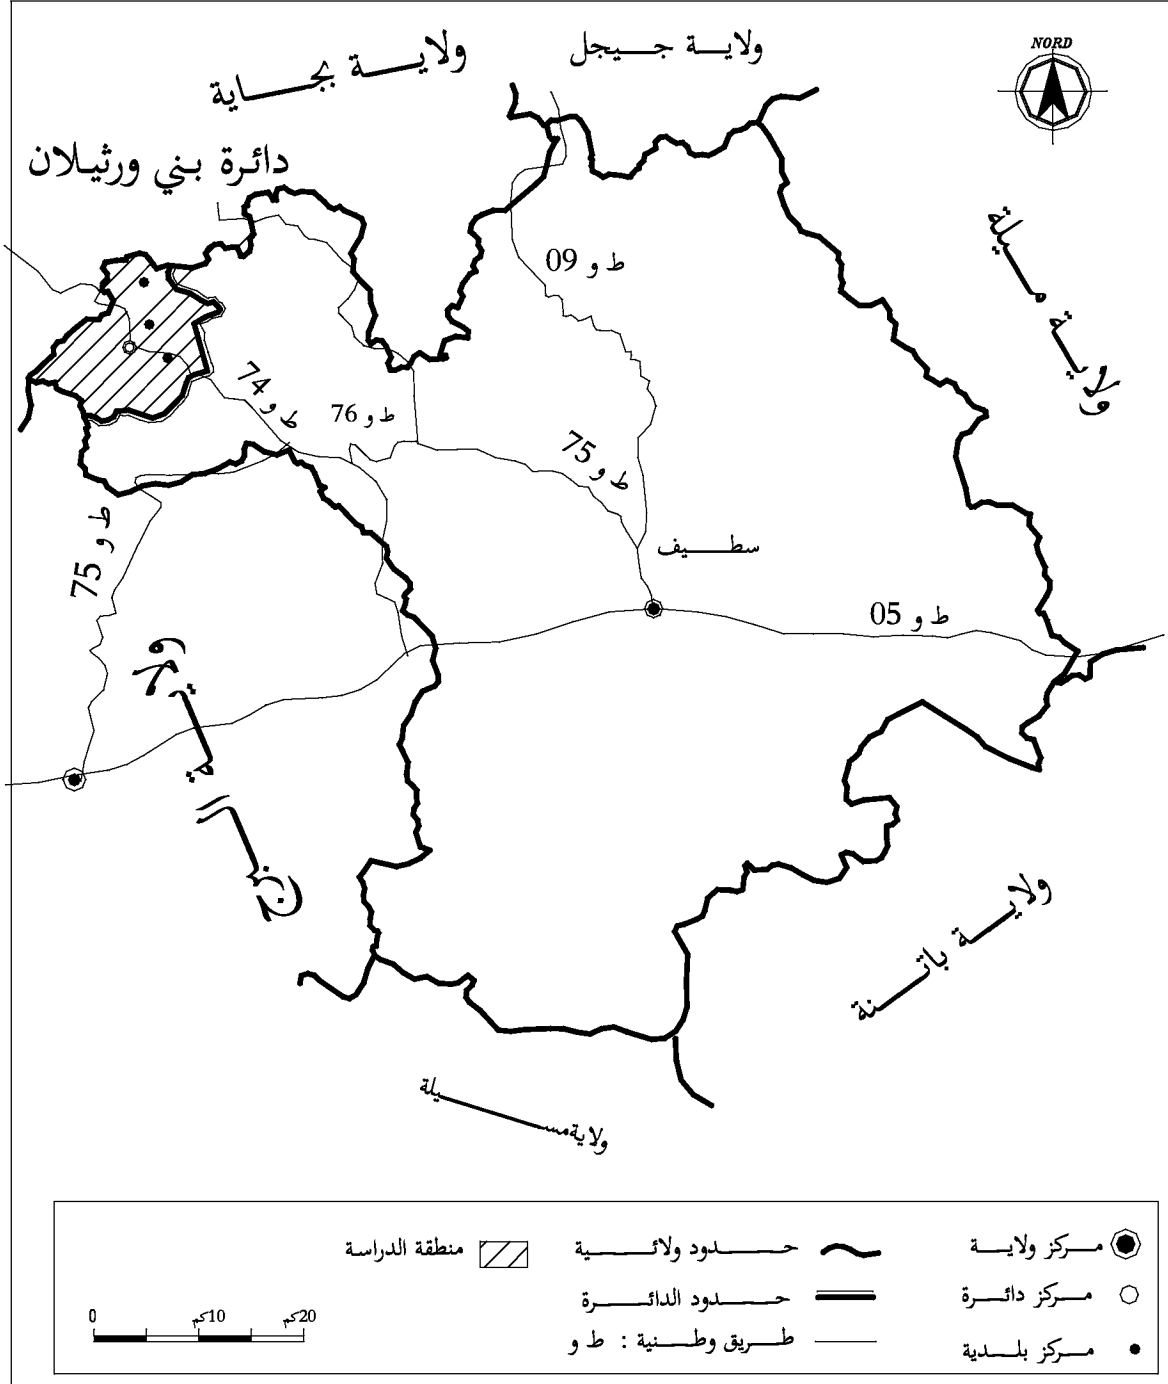 ولاية جيجل
ولاية بجاية
NORD
دائرة بني ورثيلان
ولاية ميلة
ط و 09
ط و 74
ط و 76
ط و 75
ط و 75
سطيف
ط و 05
ولاية البرج
ولاية باتنة
ولاية مسيلة
مركز ولاية
حدود ولائية
منطقة الدراسة
مركز دائرة
حدود الدائرة
مركز بلدية
طريق وطنية : ط و
0 10كم 20كم